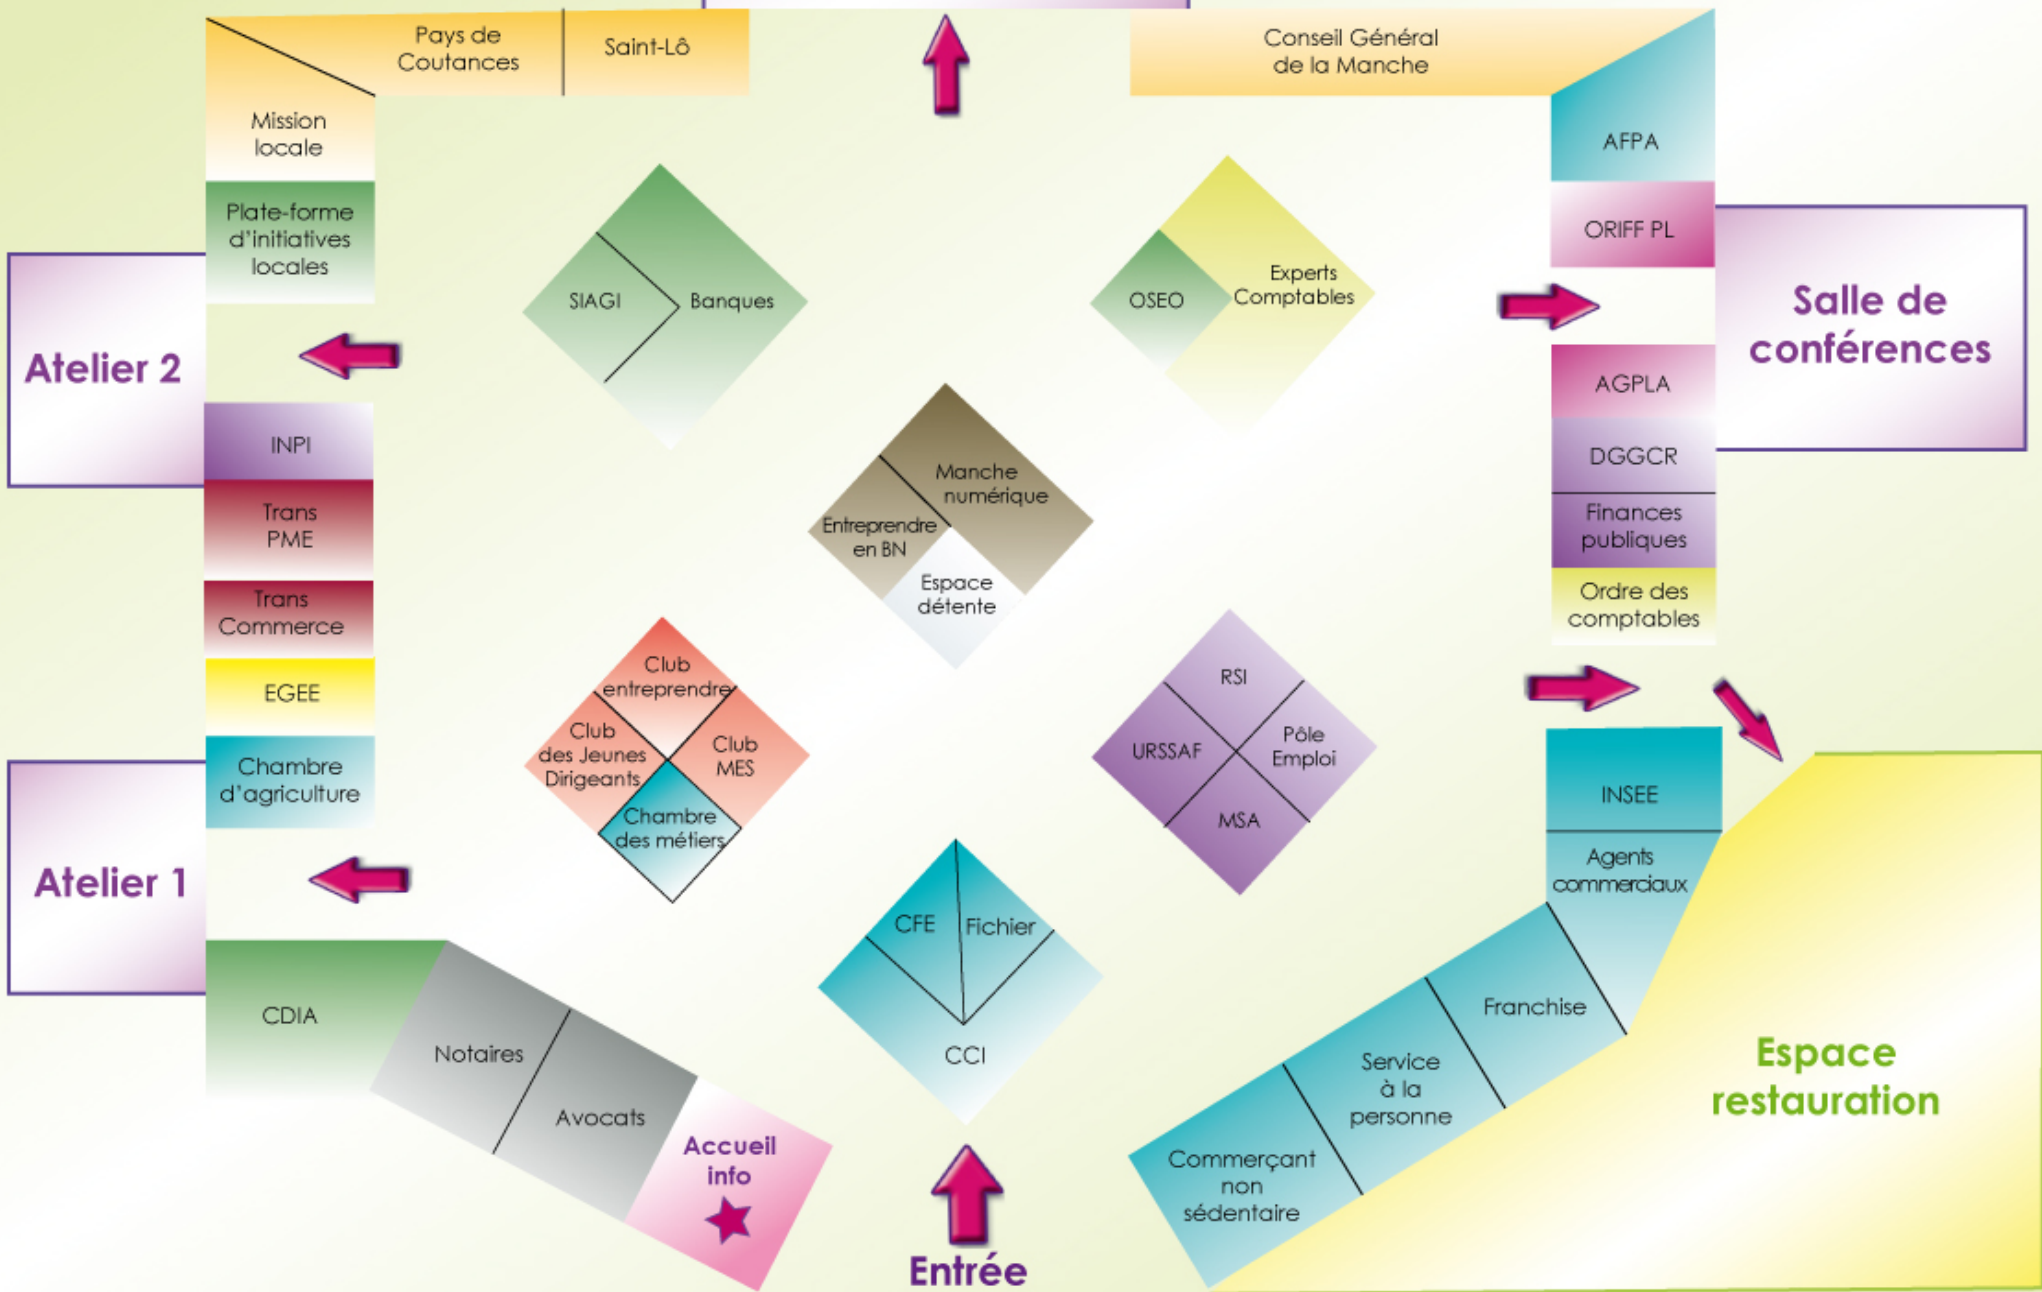 Pays de
Coutances
Saint-Lô
Conseil Général
de la Manche
Mission
locale
AFPA
Plate-forme
d'initiatives
locales
ORIFF PL
SIAGI
Banques
OSEO
Experts
Comptables
Salle de
conférences
Atelier 2
AGPLA
INPI
DGGCR
Manche
numérique
Entreprendre
en BN
Espace
détente
Trans
PME
Finances
publiques
Trans
Commerce
Ordre des
comptables
EGEE
Club
entreprendre
Club
des Jeunes
Dirigeants
Club
MES
Chambre
des métiers
RSI
URSSAF
Pôle
Emploi
MSA
Chambre
d'agriculture
INSEE
Atelier 1
Agents
commerciaux
CFE
Fichier
CCI
CDIA
Notaires
Avocats
Accueil
info
Franchise
Service
à la
personne
Commerçant
non
sédentaire
Espace
restauration
Entrée